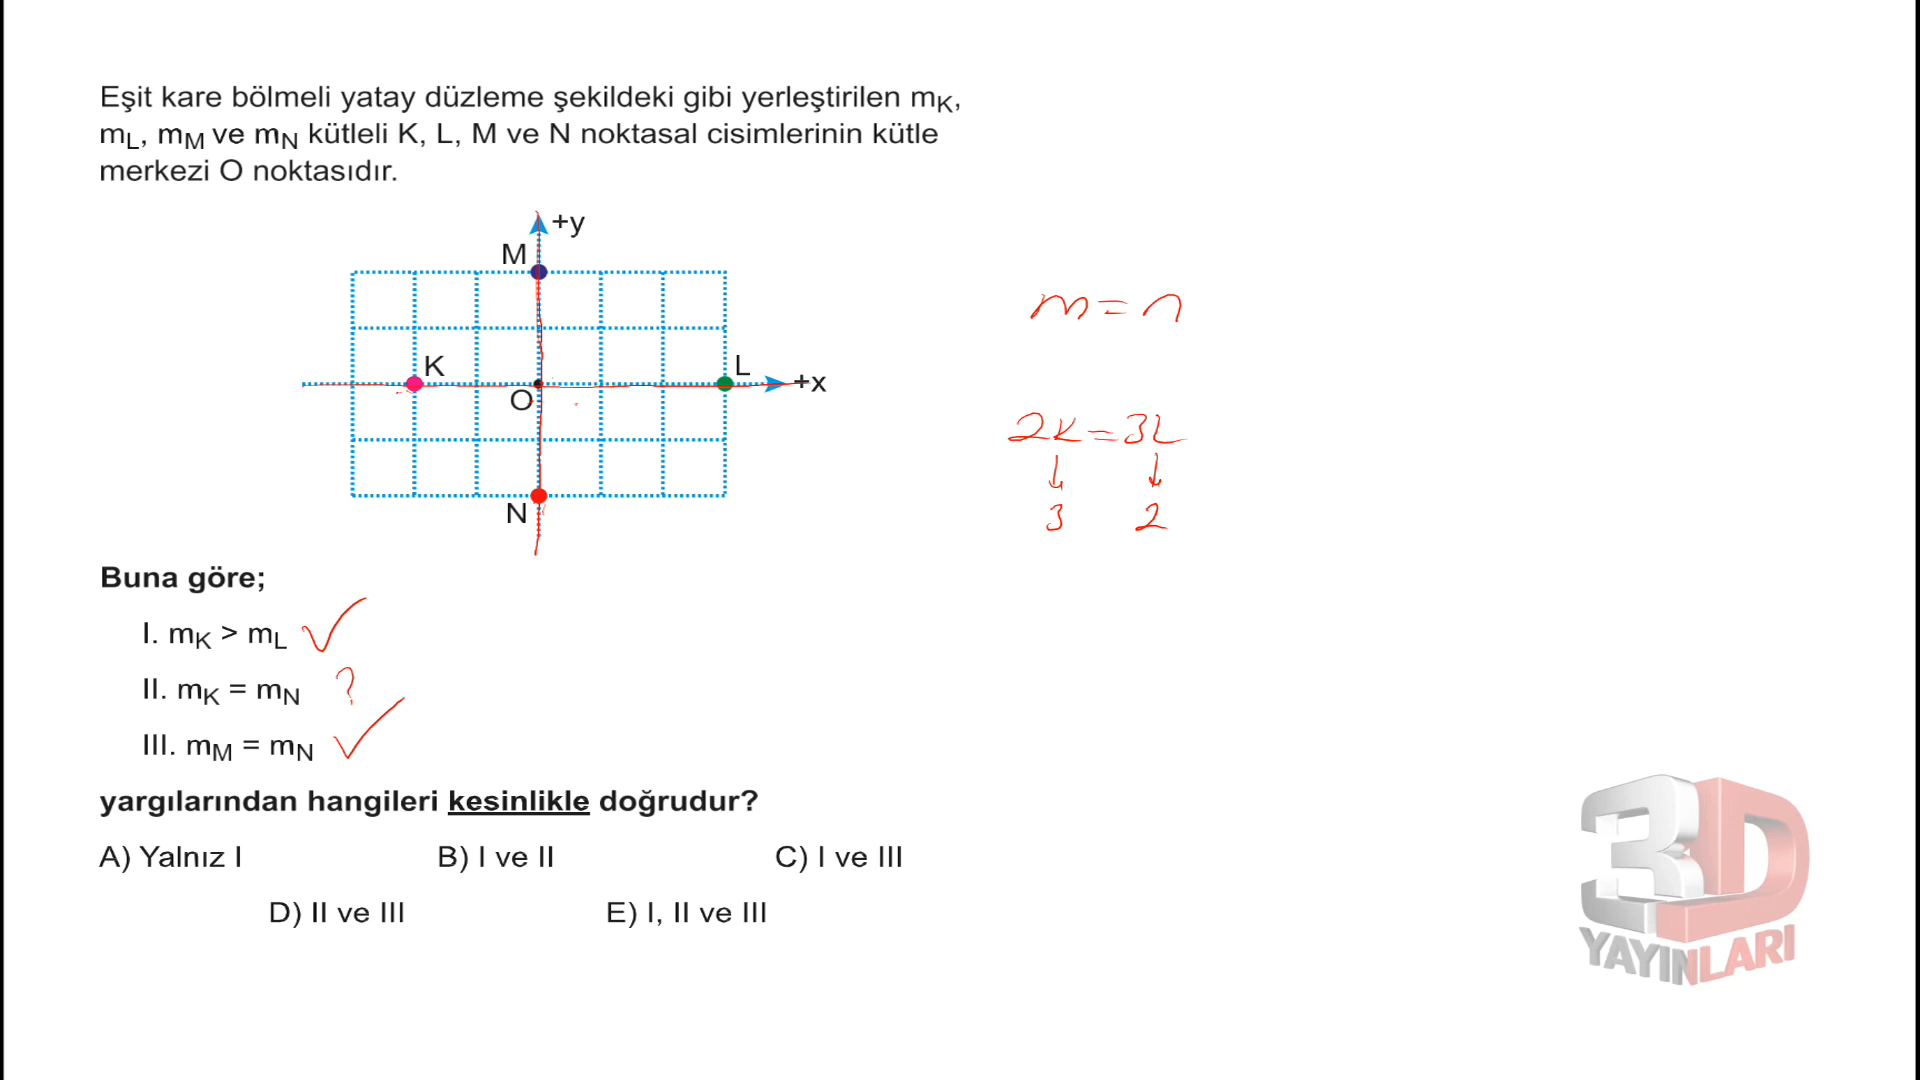 Eşit kare bölmeli yatay düzleme şekildeki gibi yerleştirilen mK,
mL, mM ve mN kütleli K, L, M ve N noktasal cisimlerinin kütle
merkezi O noktasıdır.
+y
M
K
L
+x
O
N
m = n
2K = 3L
↓ ↓
3 2
Buna göre;
I. mK > mL ✓
II. mK = mN ?
III. mM = mN ✓
yargılarından hangileri kesinlikle doğrudur?
A) Yalnız I B) I ve II C) I ve III
D) II ve III E) I, II ve III
3D
YAYINLARI